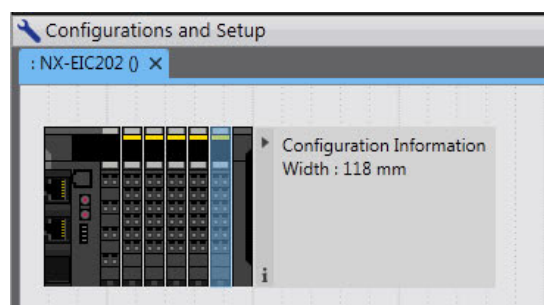 Configurations and Setup
: NX-EIC202 ()
Configuration Information
Width : 118 mm